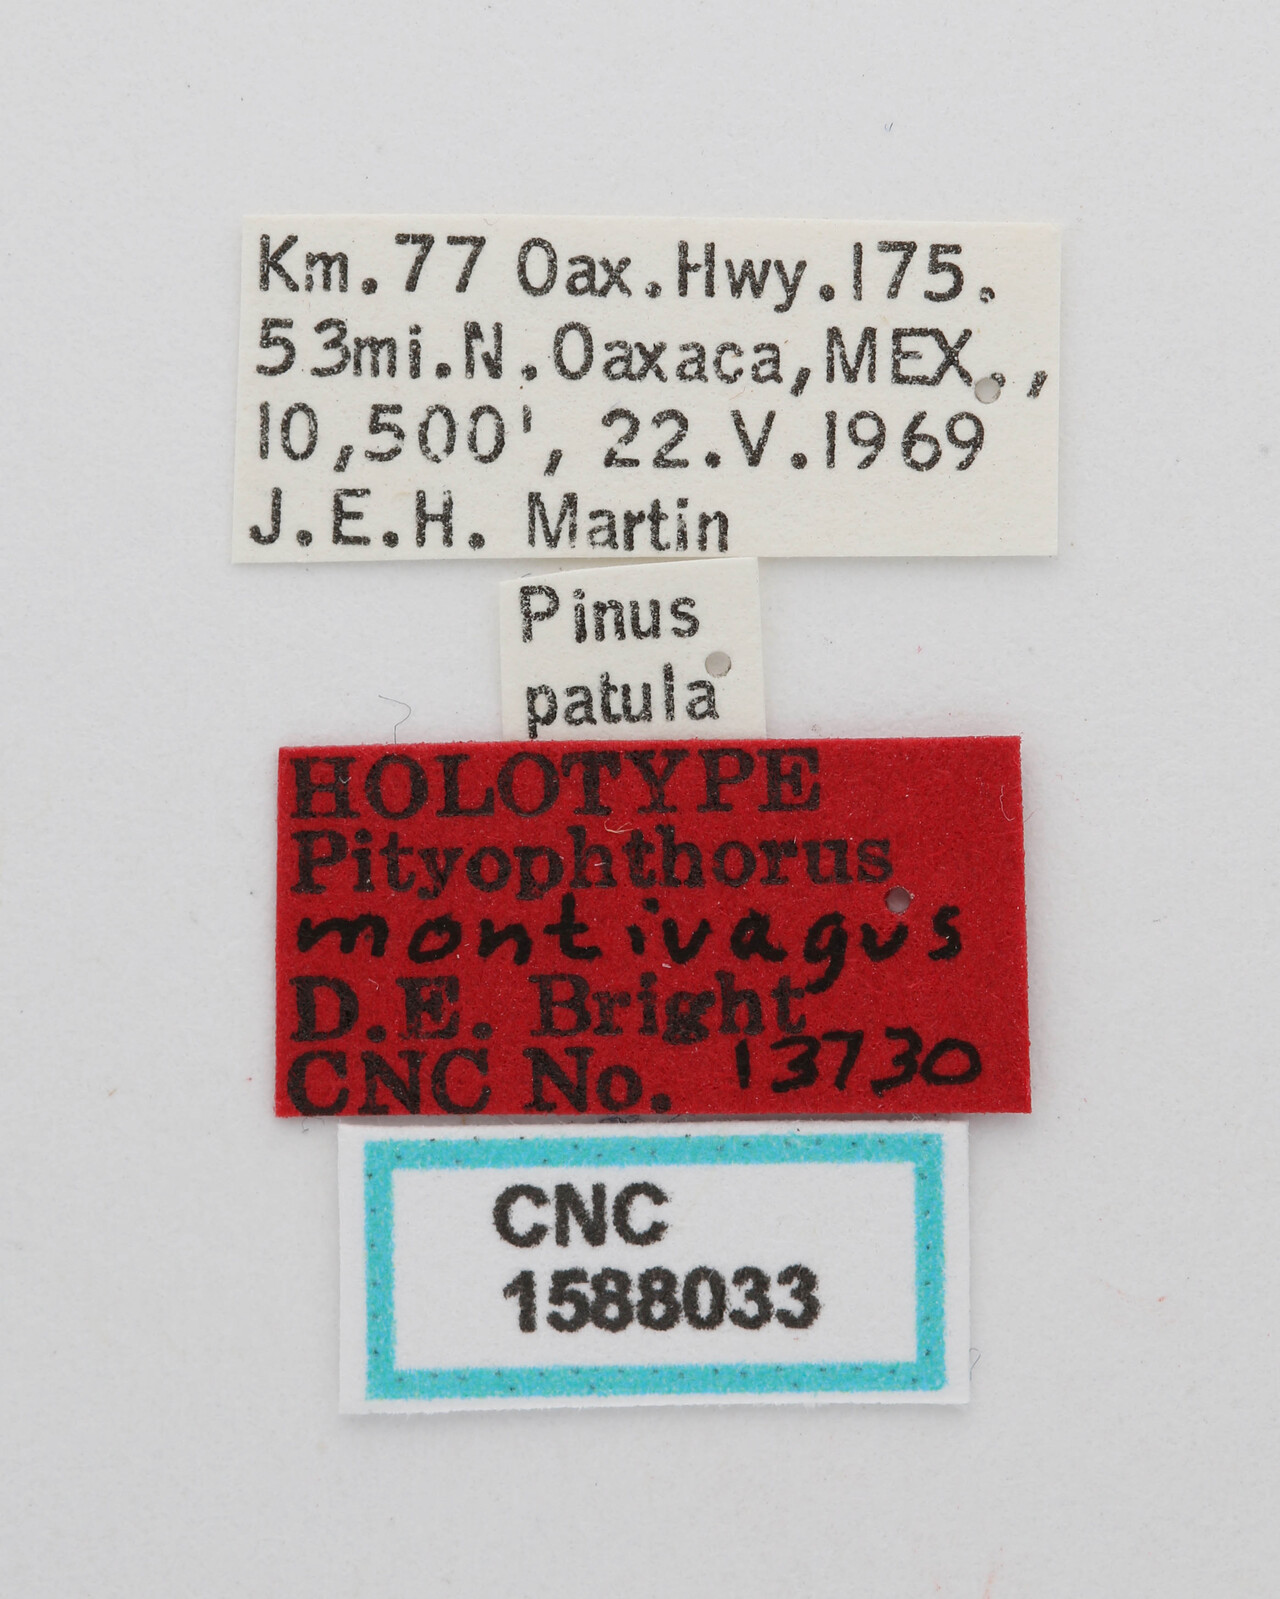 Km.77 Oax.Hwy.175.
53mi.N.Oaxaca,MEX.,
10,500', 22.V.1969
J.E.H. Martin
Pinus
patula
HOLOTYPE
Pityophthorus
montivagus
D.E. Bright
CNC No. 13730
CNC
1588033